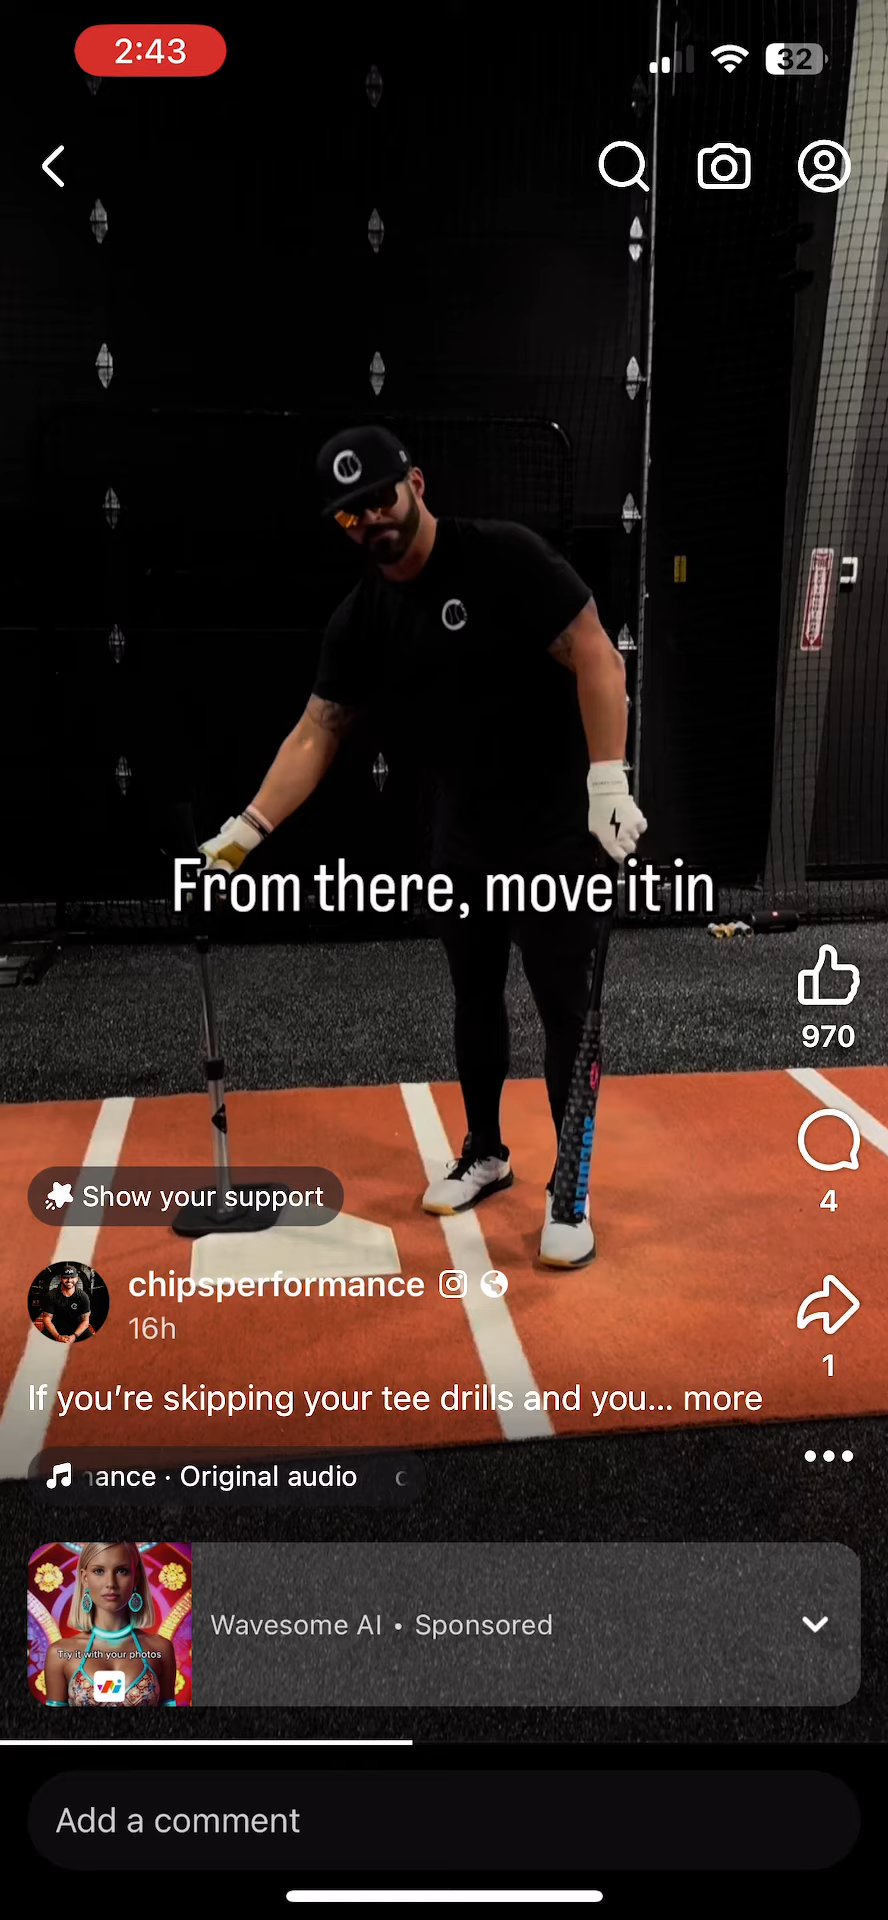 2:43
32
From there, move it in
970
4
Show your support
chipsperformance
16h
1
If you're skipping your tee drills and you... more
nance · Original audio
Wavesome AI • Sponsored
Try it with your photos
Add a comment